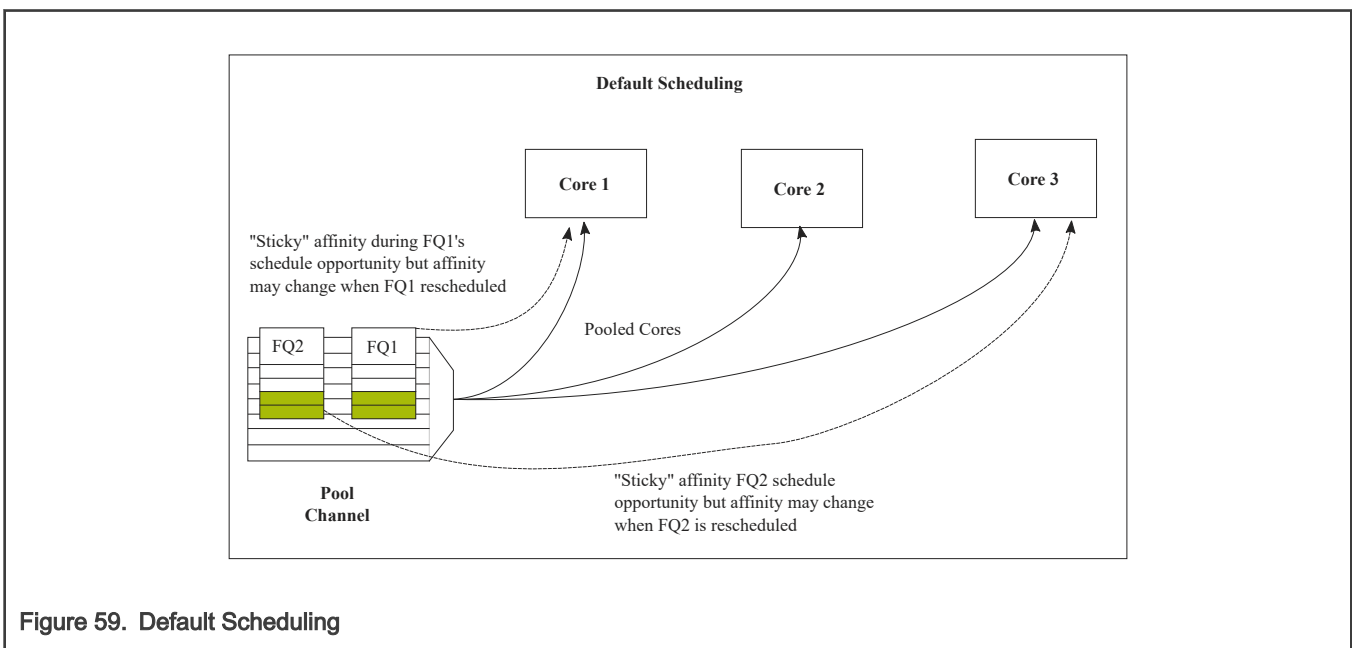 Default Scheduling
Core 1
Core 2
Core 3
"Sticky" affinity during FQ1's
schedule opportunity but affinity
may change when FQ1 rescheduled
Pooled Cores
FQ2
FQ1
"Sticky" affinity FQ2 schedule
opportunity but affinity may change
when FQ2 is rescheduled
Pool
Channel
Figure 59. Default Scheduling